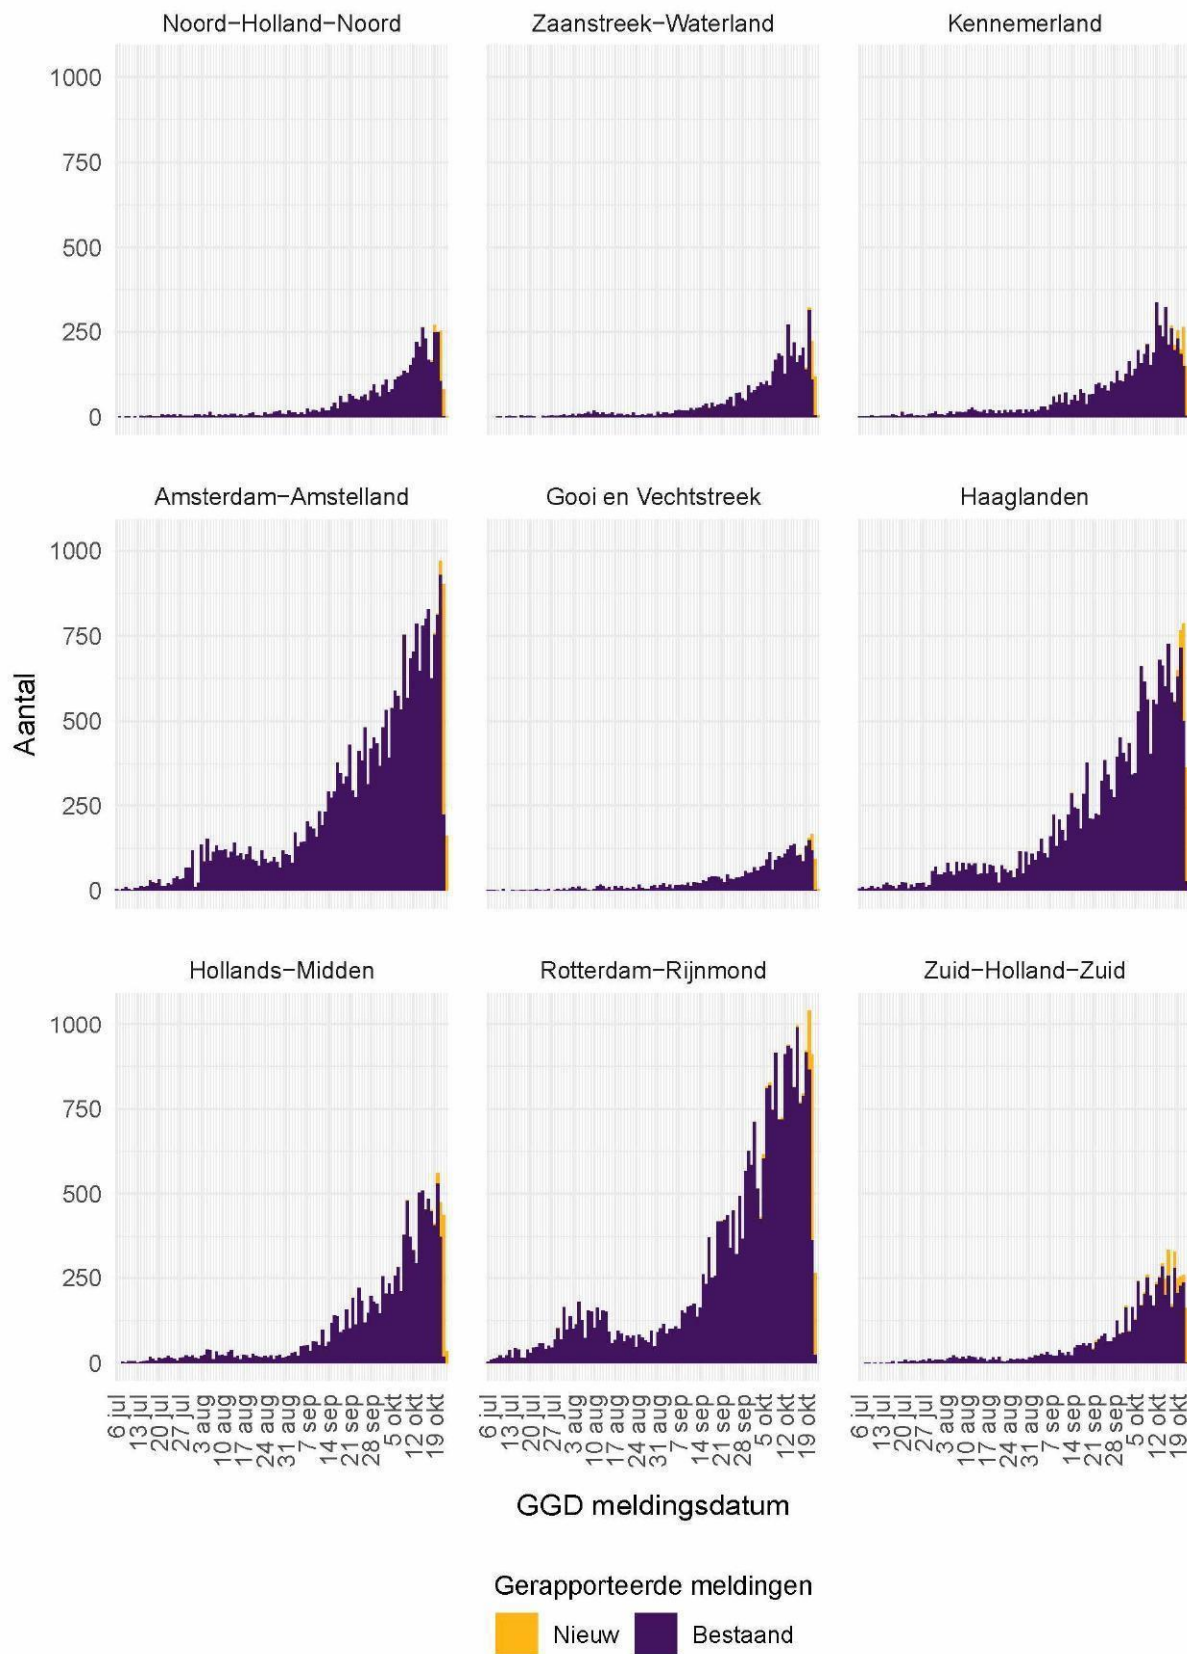 Noord-Holland-Noord Zaanstreek-Waterland Kennemerland
1000
750
500
250
0
Amsterdam-Amstelland Gooi en Vechtstreek Haaglanden
1000
750
500
250
0
Aantal
Hollands-Midden Rotterdam-Rijnmond Zuid-Holland-Zuid
1000
750
500
250
0
6 jul 13 jul 20 jul 27 jul 3 aug 10 aug 17 aug 24 aug 31 aug 7 sep 14 sep 21 sep 28 sep 5 okt 12 okt 19 okt
6 jul 13 jul 20 jul 27 jul 3 aug 10 aug 17 aug 24 aug 31 aug 7 sep 14 sep 21 sep 28 sep 5 okt 12 okt 19 okt
6 jul 13 jul 20 jul 27 jul 3 aug 10 aug 17 aug 24 aug 31 aug 7 sep 14 sep 21 sep 28 sep 5 okt 12 okt 19 okt
GGD meldingsdatum
Gerapporteerde meldingen
Nieuw Bestaand